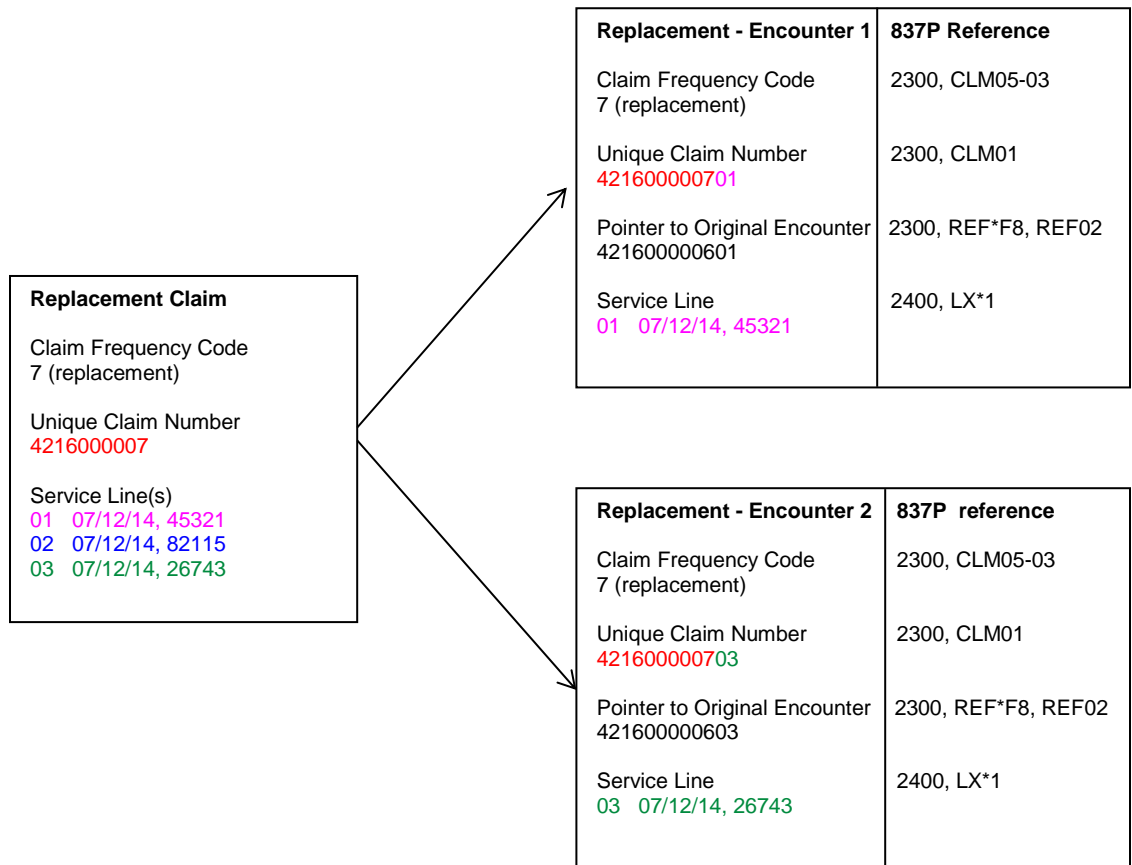 Replacement Claim
Claim Frequency Code
7 (replacement)
Unique Claim Number
4216000007
Service Line(s)
01 07/12/14, 45321
02 07/12/14, 82115
03 07/12/14, 26743
Replacement - Encounter 1 837P Reference
Claim Frequency Code 2300, CLM05-03
7 (replacement)
Unique Claim Number 2300, CLM01
421600000701
Pointer to Original Encounter 2300, REF*F8, REF02
421600000601
Service Line 2400, LX*1
01 07/12/14, 45321
Replacement - Encounter 2 837P reference
Claim Frequency Code 2300, CLM05-03
7 (replacement)
Unique Claim Number 2300, CLM01
421600000703
Pointer to Original Encounter 2300, REF*F8, REF02
421600000603
Service Line 2400, LX*1
03 07/12/14, 26743